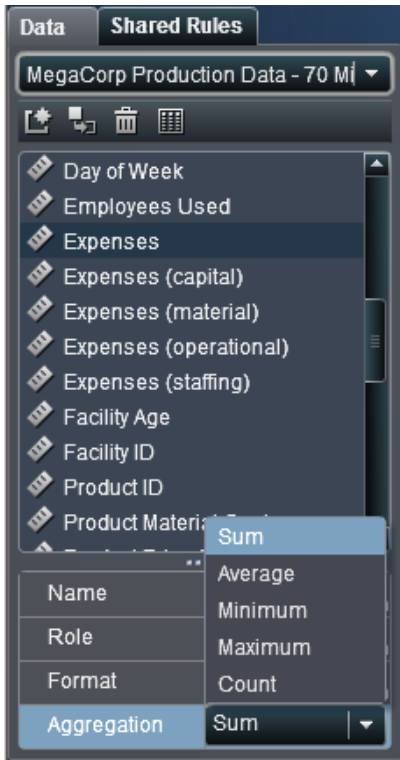 Data Shared Rules
MegaCorp Production Data - 70 Mi
Day of Week
Employees Used
Expenses
Expenses (capital)
Expenses (material)
Expenses (operational)
Expenses (staffing)
Facility Age
Facility ID
Product ID
Product Material
Sum
Average
Name
Minimum
Role
Maximum
Format
Count
Aggregation Sum